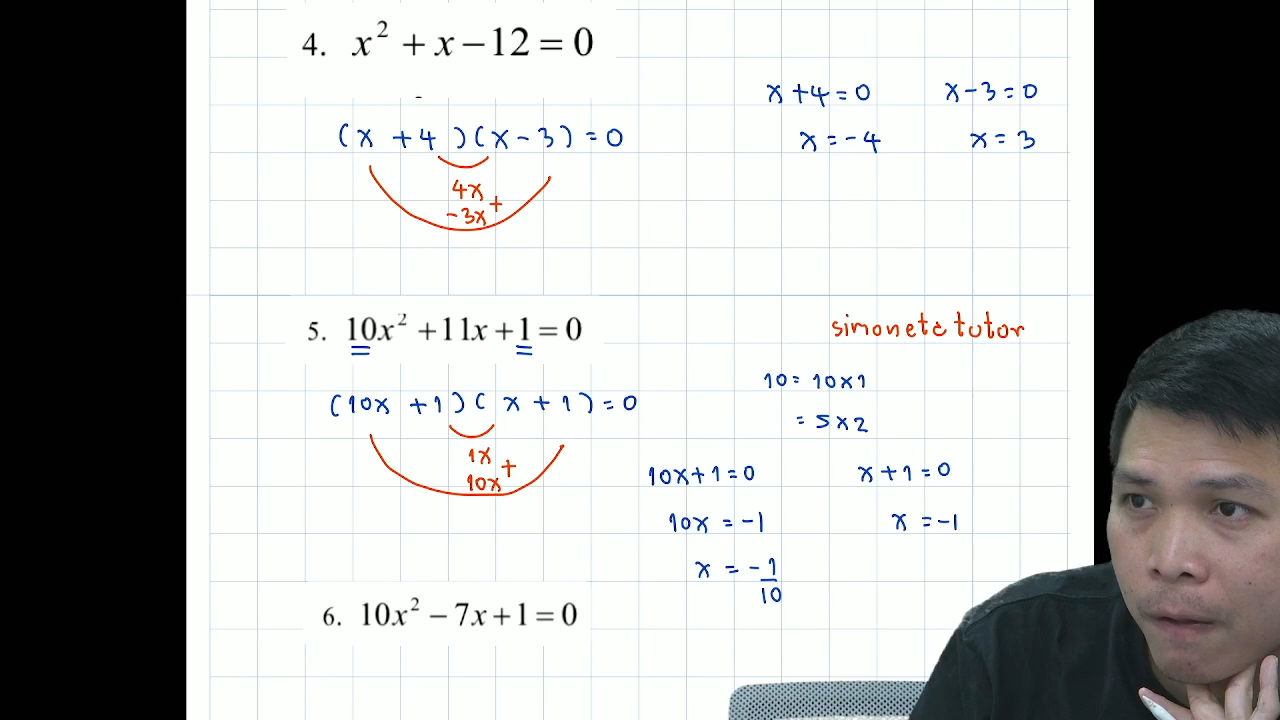 4. x² + x − 12 = 0
(x + 4)(x − 3) = 0
4x
−3x +
x + 4 = 0
x = −4
x − 3 = 0
x = 3
5. 10x² + 11x + 1 = 0
(10x + 1)(x + 1) = 0
1x
10x +
simonetctutor
10 = 10 x 1
= 5 x 2
10x + 1 = 0
10x = −1
x = −1/10
x + 1 = 0
x = −1
6. 10x² − 7x + 1 = 0